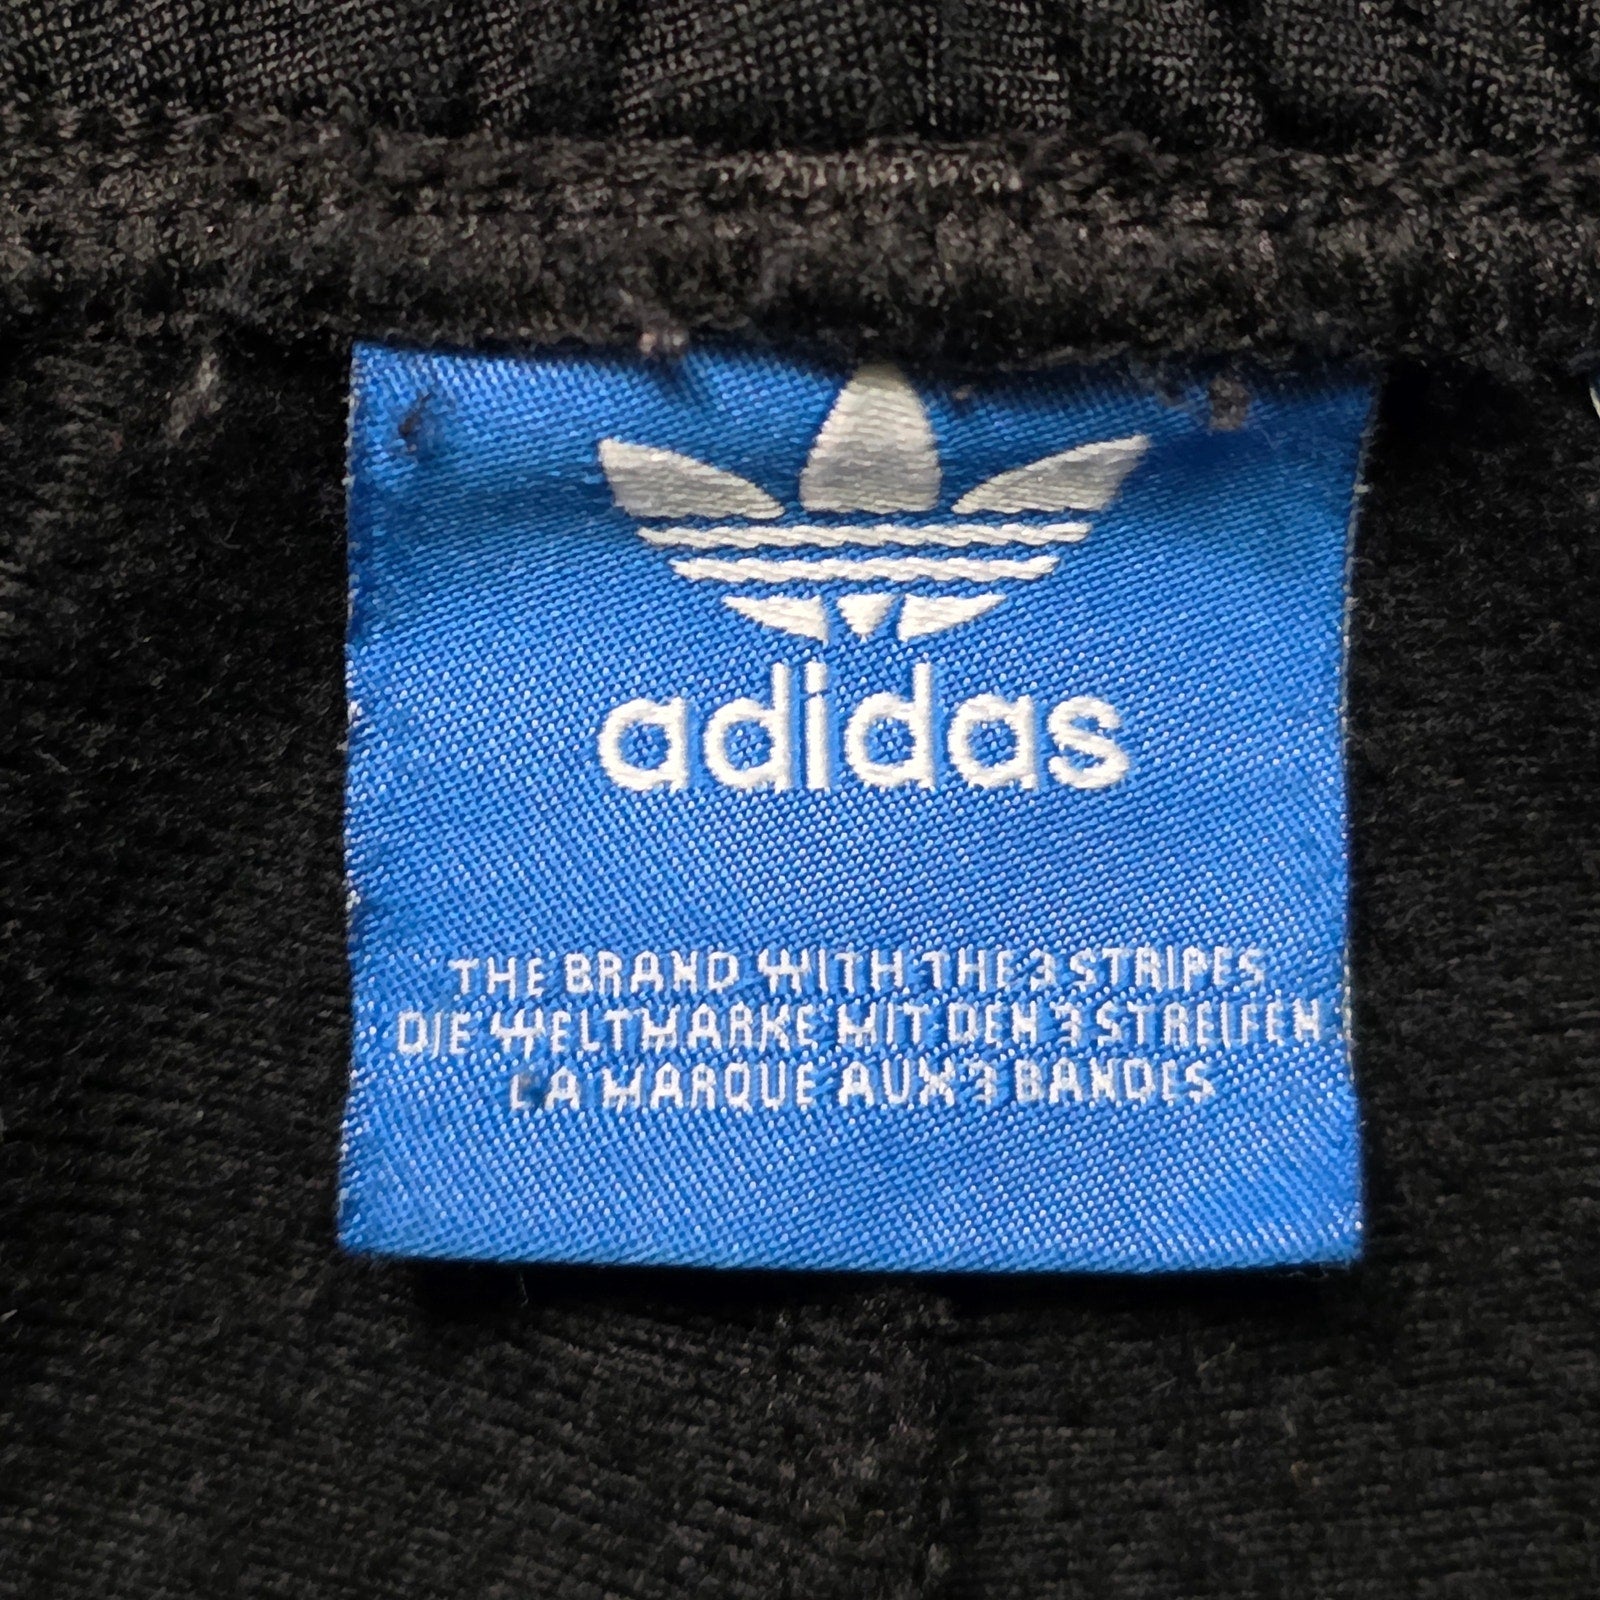 adidas
THE BRAND WITH THE 3 STRIPES
DIE WELTMARKE MIT DEN 3 STREIFEN
LA MARQUE AUX 3 BANDES